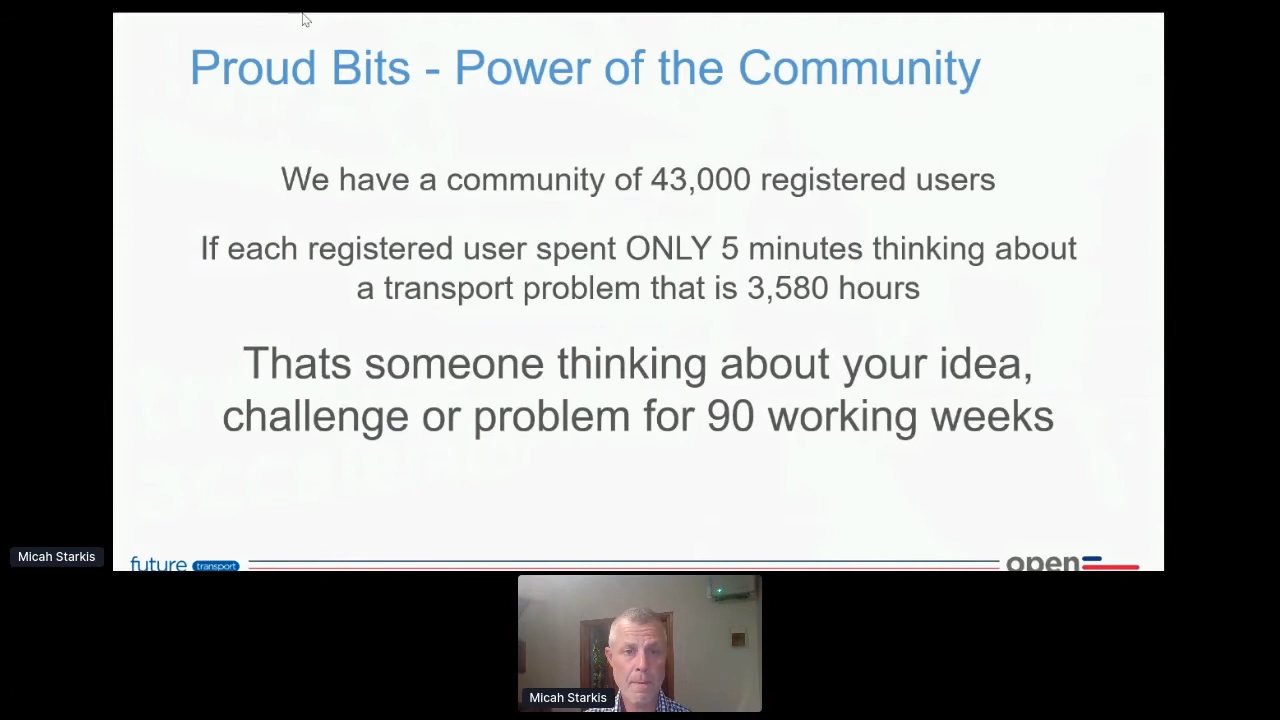 Proud Bits - Power of the Community
We have a community of 43,000 registered users
If each registered user spent ONLY 5 minutes thinking about
a transport problem that is 3,580 hours
Thats someone thinking about your idea,
challenge or problem for 90 working weeks
Micah Starkis
future transport
open
Micah Starkis